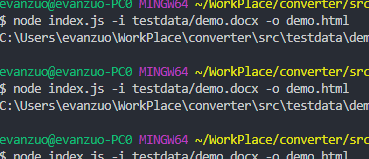 evanzuo@evanzuo-PC0 MINGW64 ~/WorkPlace/converter/src
$ node index.js -i testdata/demo.docx -o demo.html
C:\Users\evanzuo\WorkPlace\converter\src\testdata\dem
evanzuo@evanzuo-PC0 MINGW64 ~/WorkPlace/converter/src
$ node index.js -i testdata/demo.docx -o demo.html
C:\Users\evanzuo\WorkPlace\converter\src\testdata\dem
evanzuo@evanzuo-PC0 MINGW64 ~/WorkPlace/converter/src
$ node index.js -i testdata/demo.docx -o demo.html